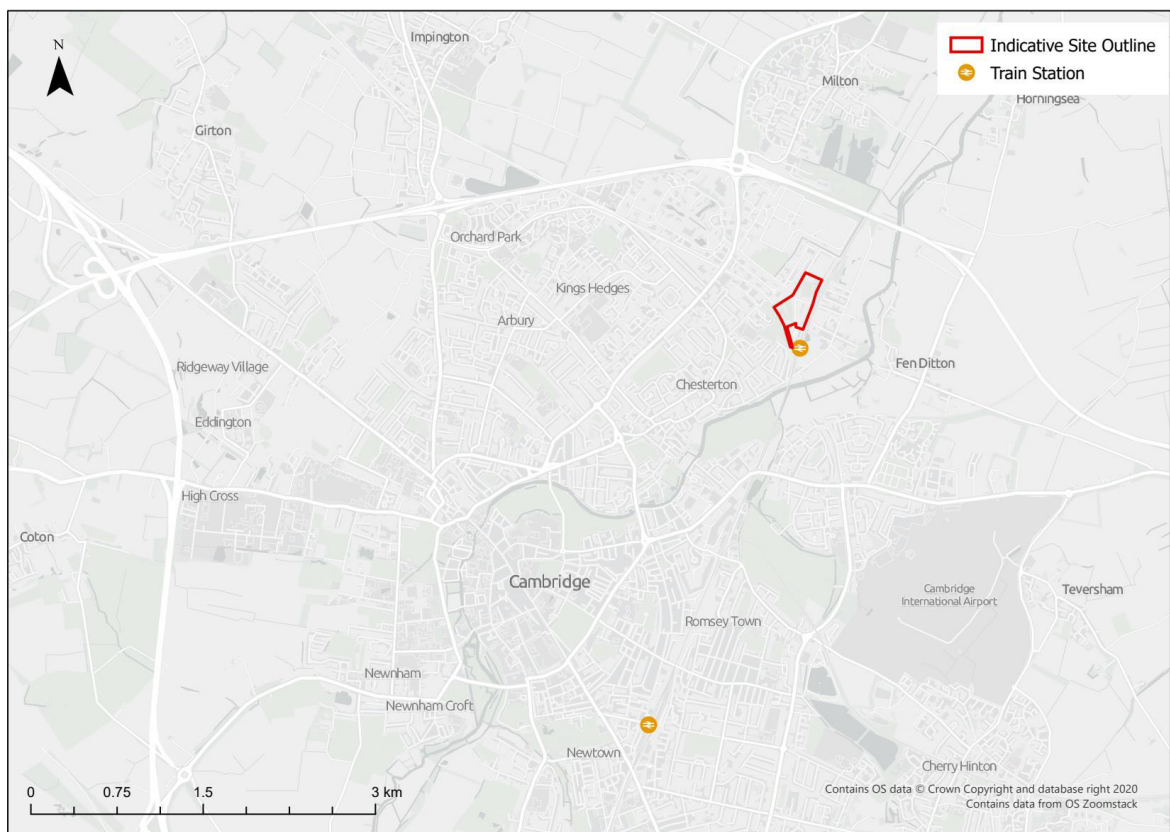 Impington
N
Indicative Site Outline
Train Station
Milton
Horningsea
Girton
Orchard Park
Kings Hedges
Arbury
Ridgeway Village
Chesterton
Fen Ditton
Eddington
High Cross
Coton
Cambridge
Cambridge
International Airport
Teversham
Romsey Town
Newnham
Newnham Croft
Newtown
Cherry Hinton
0 0.75 1.5 3 km
Contains OS data © Crown Copyright and database right 2020
Contains data from OS Zoomstack